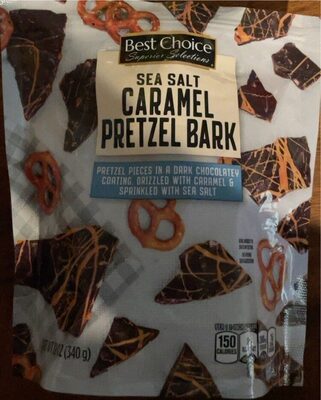 Best Choice
Superior Selections
SEA SALT
CARAMEL
PRETZEL BARK
PRETZEL PIECES IN A DARK CHOCOLATEY
COATING, DRIZZLED WITH CARAMEL &
SPRINKLED WITH SEA SALT
150
CALORIES
(340g)